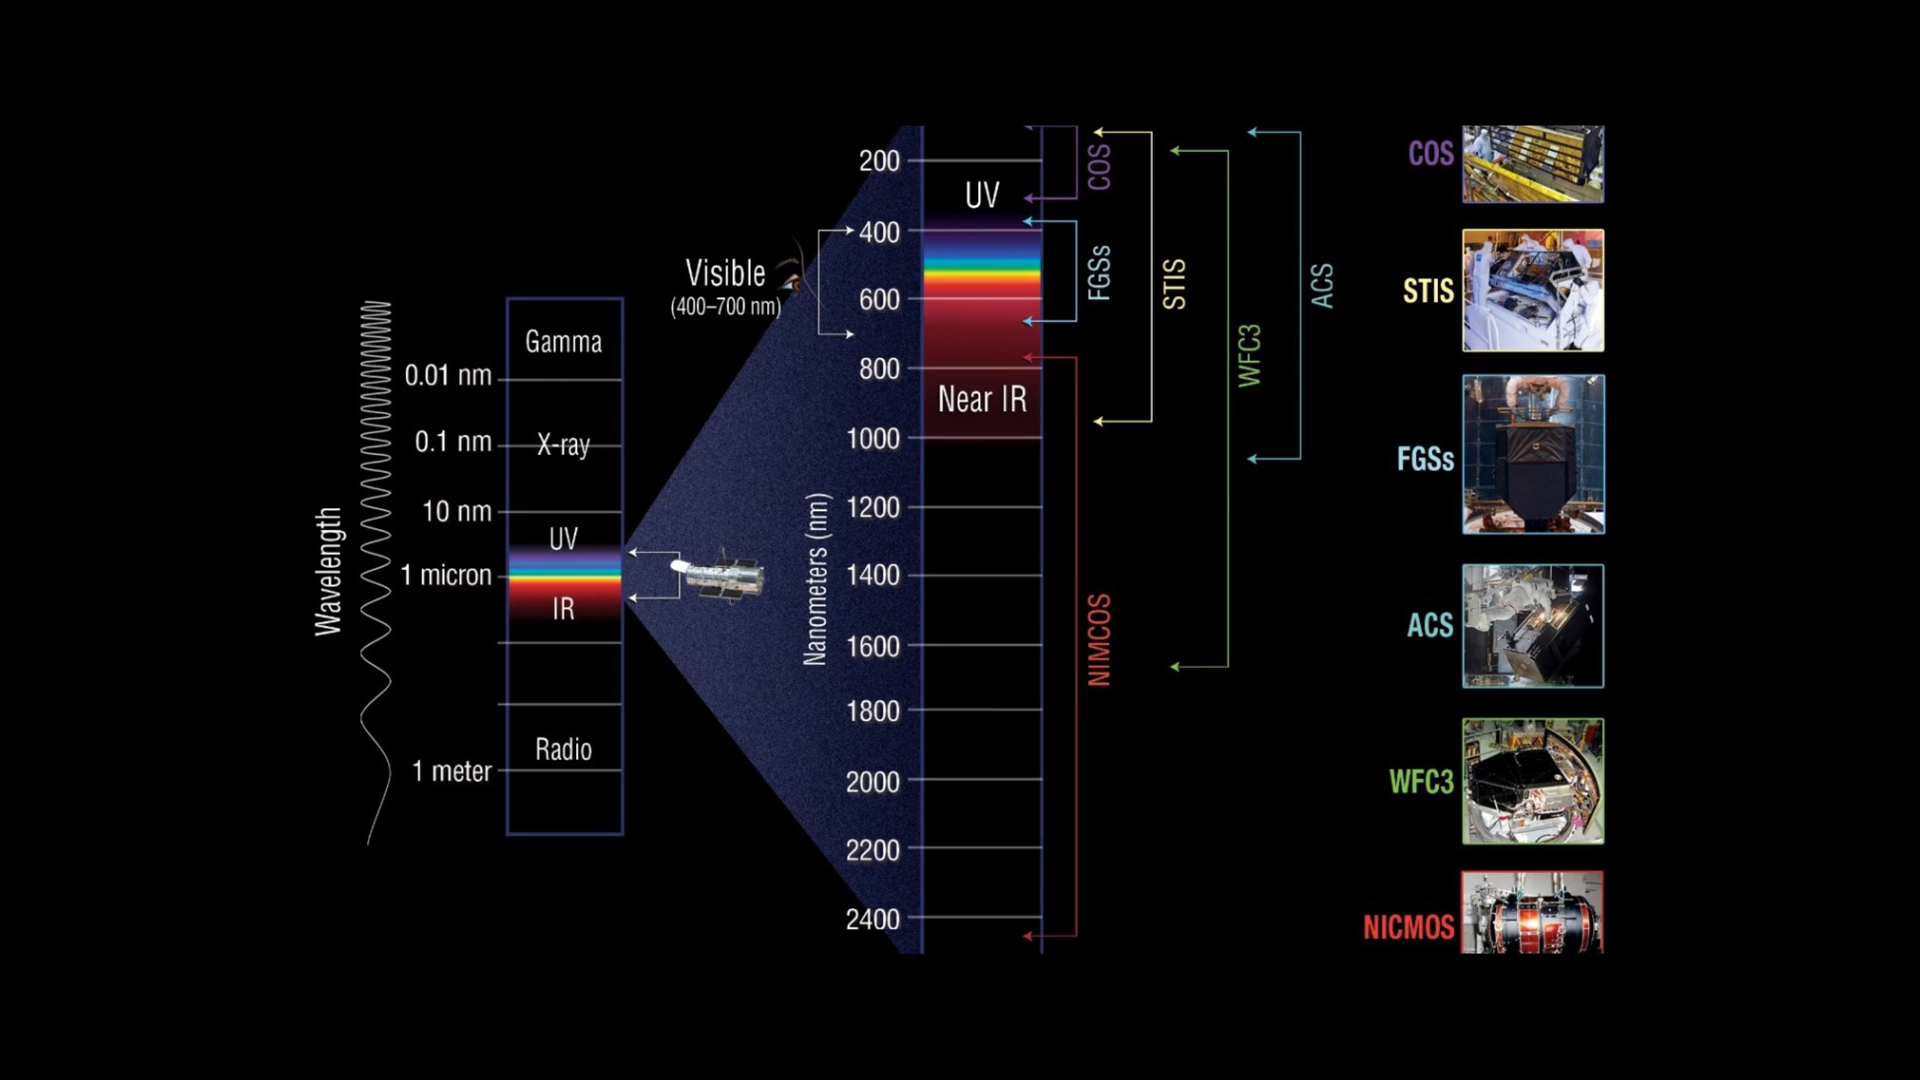 Wavelength
0.01 nm
0.1 nm
10 nm
1 micron
1 meter
Gamma
X-ray
UV
IR
Radio
Visible
(400–700 nm)
Nanometers (nm)
200
400
600
800
1000
1200
1400
1600
1800
2000
2200
2400
UV
Near IR
COS
FGSs
NIMCOS
STIS
WFC3
ACS
COS
STIS
FGSs
ACS
WFC3
NICMOS